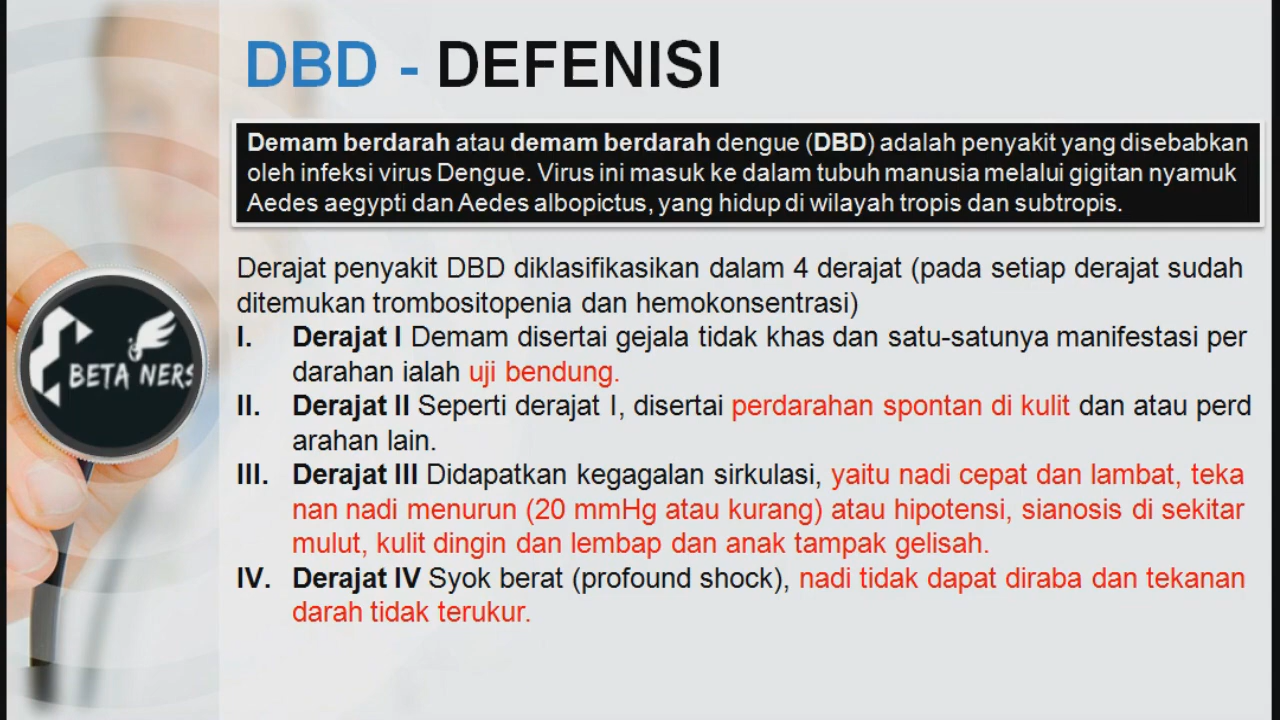 DBD - DEFENISI
Demam berdarah atau demam berdarah dengue (DBD) adalah penyakit yang disebabkan
oleh infeksi virus Dengue. Virus ini masuk ke dalam tubuh manusia melalui gigitan nyamuk
Aedes aegypti dan Aedes albopictus, yang hidup di wilayah tropis dan subtropis.
Derajat penyakit DBD diklasifikasikan dalam 4 derajat (pada setiap derajat sudah
ditemukan trombositopenia dan hemokonsentrasi)
I. Derajat I Demam disertai gejala tidak khas dan satu-satunya manifestasi per
darahan ialah uji bendung.
II. Derajat II Seperti derajat I, disertai perdarahan spontan di kulit dan atau perd
arahan lain.
III. Derajat III Didapatkan kegagalan sirkulasi, yaitu nadi cepat dan lambat, teka
nan nadi menurun (20 mmHg atau kurang) atau hipotensi, sianosis di sekitar
mulut, kulit dingin dan lembap dan anak tampak gelisah.
IV. Derajat IV Syok berat (profound shock), nadi tidak dapat diraba dan tekanan
darah tidak terukur.
BETA NERS